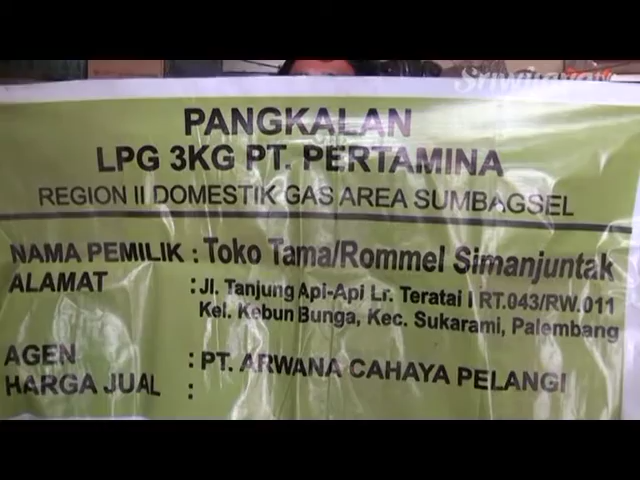 Sriwijaya TV
PANGKALAN
LPG 3KG PT. PERTAMINA
REGION II DOMESTIK GAS AREA SUMBAGSEL
NAMA PEMILIK : Toko Tama/Rommel Simanjuntak
ALAMAT : Jl. Tanjung Api-Api Lr. Teratai I RT.043/RW.011
Kel. Kebun Bunga, Kec. Sukarami, Palembang
AGEN : PT. ARWANA CAHAYA PELANGI
HARGA JUAL :